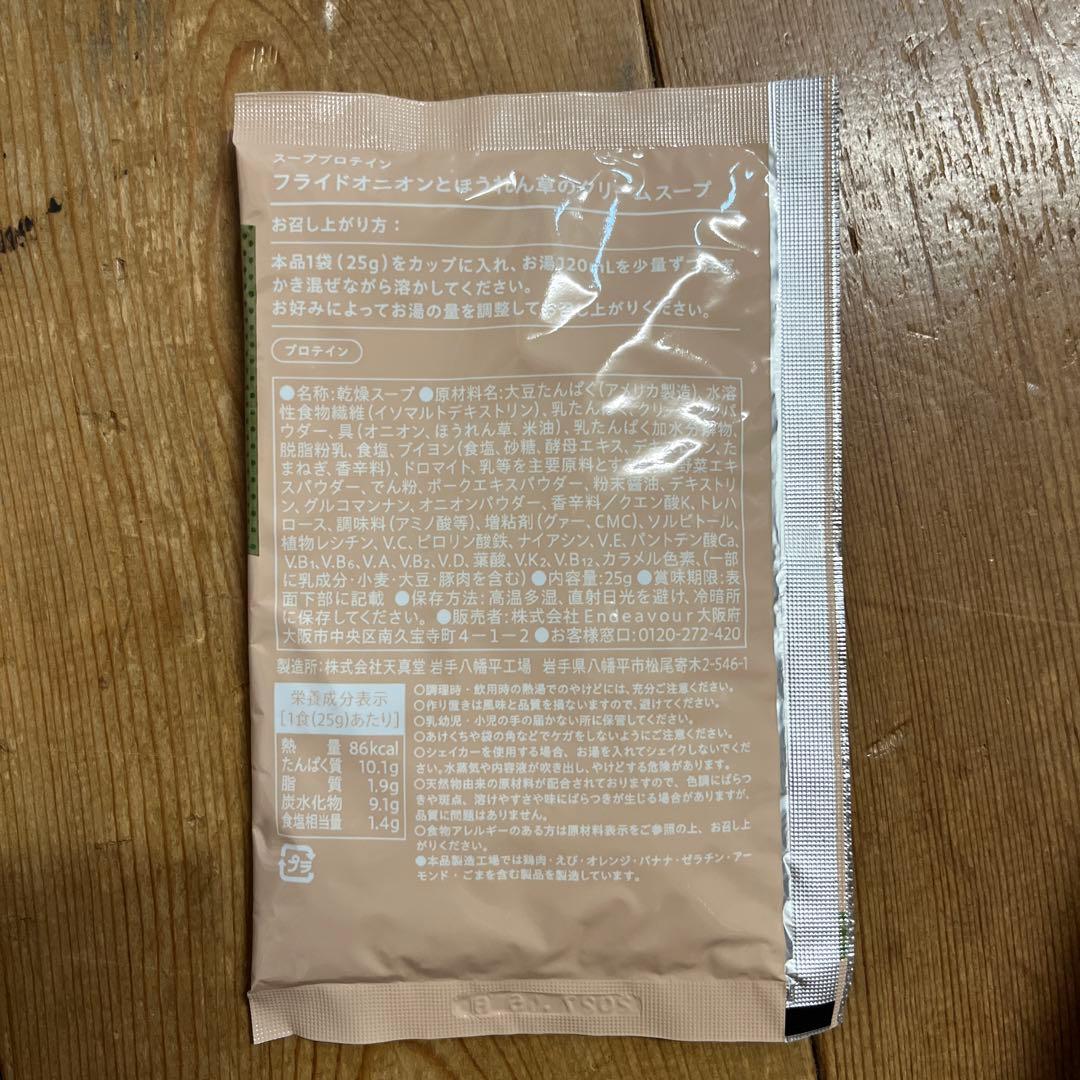 スーププロテイン
フライドオニオンとほうれん草のクリームスープ
お召し上がり方：
本品1袋(25g)をカップに入れ、お湯120mLを少量ず
かき混ぜながら溶かしてください。
お好みによってお湯の量を調整してお召し上がりください。
プロテイン
●名称:乾燥スープ ●原材料名:大豆たんぱく(アメリカ製造)、水溶
性食物繊維(イソマルトデキストリン)、乳たんぱく、クリー
パウダー、具(オニオン、ほうれん草、米油)、乳たんぱく加水分解物、
脱脂粉乳、食塩、ブイヨン(食塩、砂糖、酵母エキス、デキストリン、た
まねぎ、香辛料)、ドロマイト、乳等を主要原料とす 野菜エキ
スパウダー、でん粉、ポークエキスパウダー、粉末醤油、デキストリ
ン、グルコマンナン、オニオンパウダー、香辛料／クエン酸K、トレハ
ロース、調味料(アミノ酸等)、増粘剤(グァー、CMC)、ソルビトール、
植物レシチン、V.C、ピロリン酸鉄、ナイアシン、V.E、パントテン酸Ca、
V.B1、V.B6、V.A、V.B2、V.D、葉酸、V.K2、V.B12、カラメル色素、(一部
に乳成分・小麦・大豆・豚肉を含む) ●内容量:25g ●賞味期限:表
面下部に記載 ●保存方法:高温多湿、直射日光を避け、冷暗所
に保存してください。 ●販売者:株式会社Endeavour大阪府
大阪市中央区南久宝寺町4−1−2 ●お客様窓口:0120-272-420
製造所:株式会社天真堂 岩手八幡平工場 岩手県八幡平市松尾寄木2-546-1
栄養成分表示
[1食(25g)あたり]
熱量 86kcal
たんぱく質 10.1g
脂質 1.9g
炭水化物 9.1g
食塩相当量 1.4g
プラ
○調理時・飲用時の熱湯でのやけどには、充分ご注意ください。
○作り置きは風味と品質を損ないますので、避けてください。
○乳幼児・小児の手の届かない所に保管してください。
○あけくちや袋の角などでケガをしないようにご注意ください。
○シェイカーを使用する場合、お湯を入れてシェイクしないでくだ
さい。水蒸気や内容液が吹き出し、やけどする危険があります。
○天然物由来の原材料が配合されておりますので、色調にばらつ
きや斑点、溶けやすさや味にばらつきが生じる場合がありますが、
品質に問題はありません。
○食物アレルギーのある方は原材料表示をご参照の上、お召し上
がりください。
●本品製造工場では鶏肉・えび・オレンジ・バナナ・ゼラチン・アー
モンド・ごまを含む製品を製造しています。